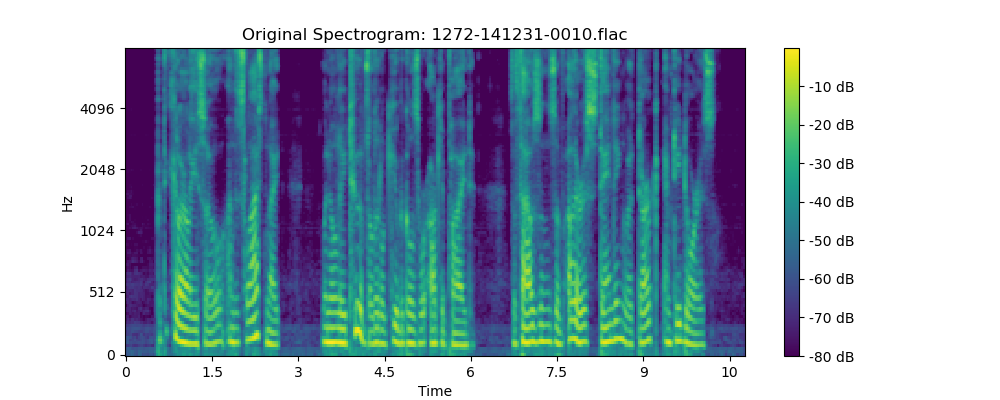 Original Spectrogram: 1272-141231-0010.flac
Hz
4096
2048
1024
512
0
0 1.5 3 4.5 6 7.5 9 10
Time
-10 dB
-20 dB
-30 dB
-40 dB
-50 dB
-60 dB
-70 dB
-80 dB